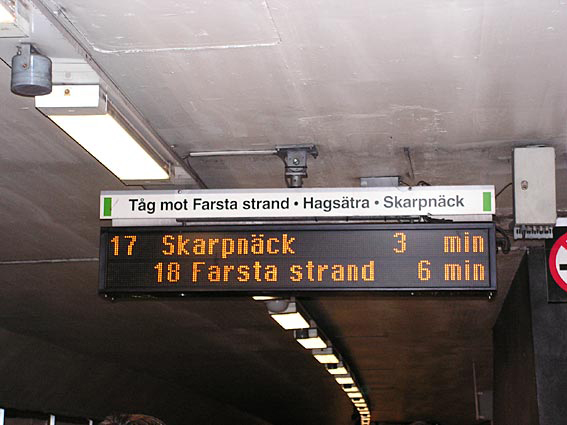 Tåg mot Farsta strand • Hagsätra • Skarpnäck
17 Skarpnäck 3 min
18 Farsta strand 6 min